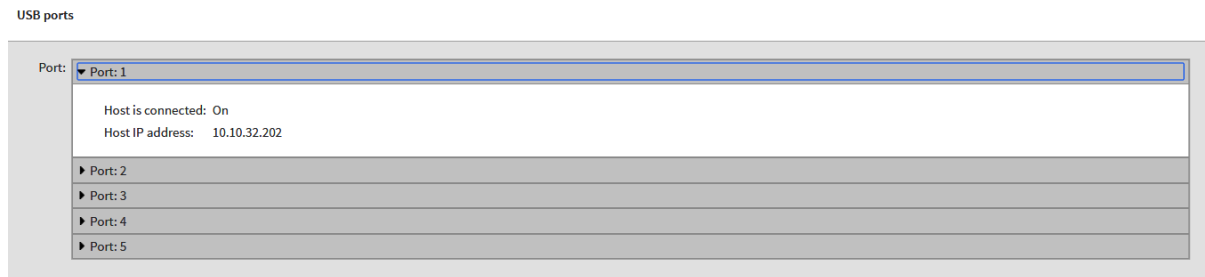 USB ports
Port:
Port: 1
Host is connected: On
Host IP address: 10.10.32.202
Port: 2
Port: 3
Port: 4
Port: 5